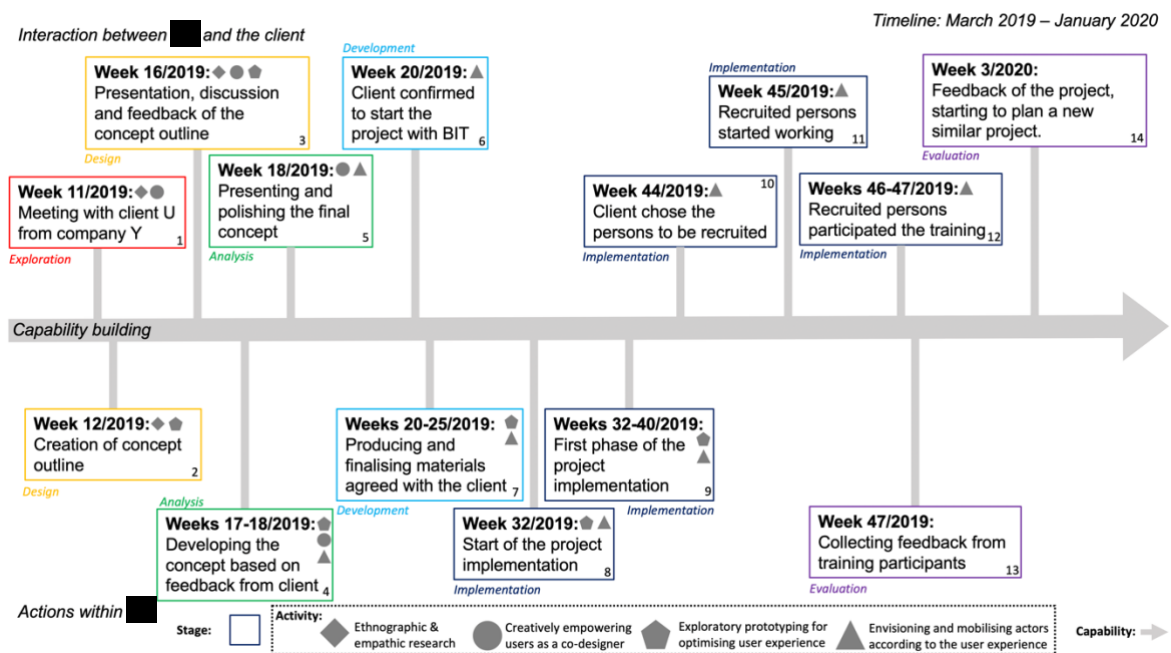 Timeline: March 2019 – January 2020
Interaction between and the client
Week 16/2019:
Presentation, discussion
and feedback of the
concept outline
3
Design
Development
Week 20/2019:
Client confirmed
to start the
project with BIT
6
Implementation
Week 45/2019:
Recruited persons
started working
11
Week 3/2020:
Feedback of the project,
starting to plan a new
similar project.
14
Evaluation
Week 11/2019:
Meeting with client U
from company Y
1
Exploration
Week 18/2019:
Presenting and
polishing the final
concept
5
Analysis
Week 44/2019:
10
Client chose the
persons to be recruited
Implementation
Weeks 46-47/2019:
Recruited persons
participated the training
12
Implementation
Capability building
Week 12/2019:
Creation of concept
outline
2
Design
Analysis
Weeks 17-18/2019:
Developing the
concept based on
feedback from client
4
Weeks 20-25/2019:
Producing and
finalising materials
agreed with the client
7
Development
Week 32/2019:
Start of the project
implementation
8
Implementation
Weeks 32-40/2019:
First phase of the
project
implementation
9
Implementation
Week 47/2019:
Collecting feedback from
training participants
13
Evaluation
Actions within
Stage:
Activity:
Ethnographic &
empathic research
Creatively empowering
users as a co-designer
Exploratory prototyping for
optimising user experience
Envisioning and mobilising actors
according to the user experience
Capability: